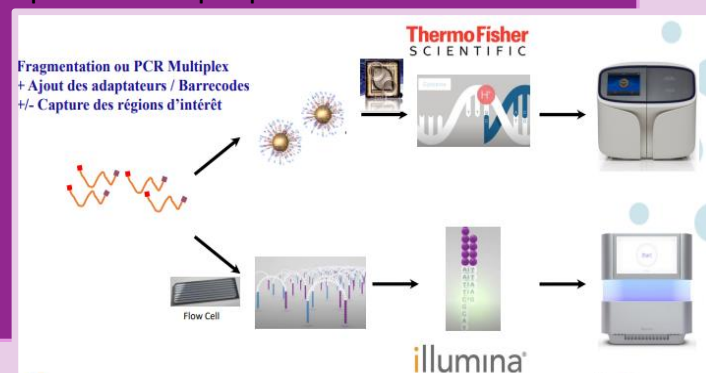 Fragmentation ou PCR Multiplex
+ Ajout des adaptateurs / Barrecodes
+/- Capture des régions d'intérêt
ThermoFisher
SCIENTIFIC
H+
Flow Cell
illumina